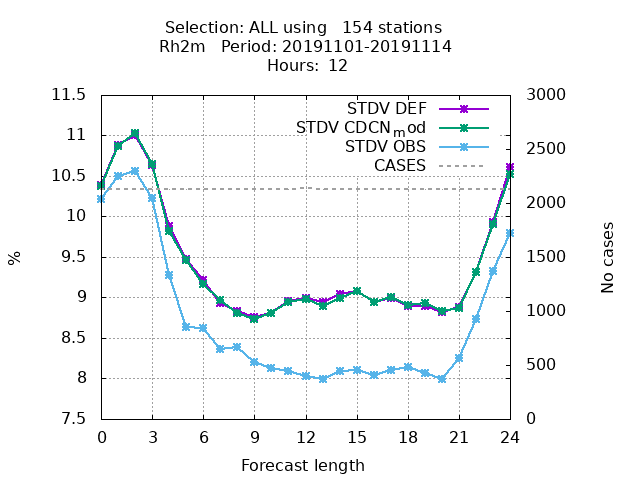 Selection: ALL using   154 stations
Rh2m   Period: 20191101-20191114
Hours: 12
STDV DEF
STDV CDCNmod
STDV OBS
CASES
11.5
11
10.5
10
9.5
9
8.5
8
7.5
%
3000
2500
2000
1500
1000
500
0
No cases
0 3 6 9 12 15 18 21 24
Forecast length